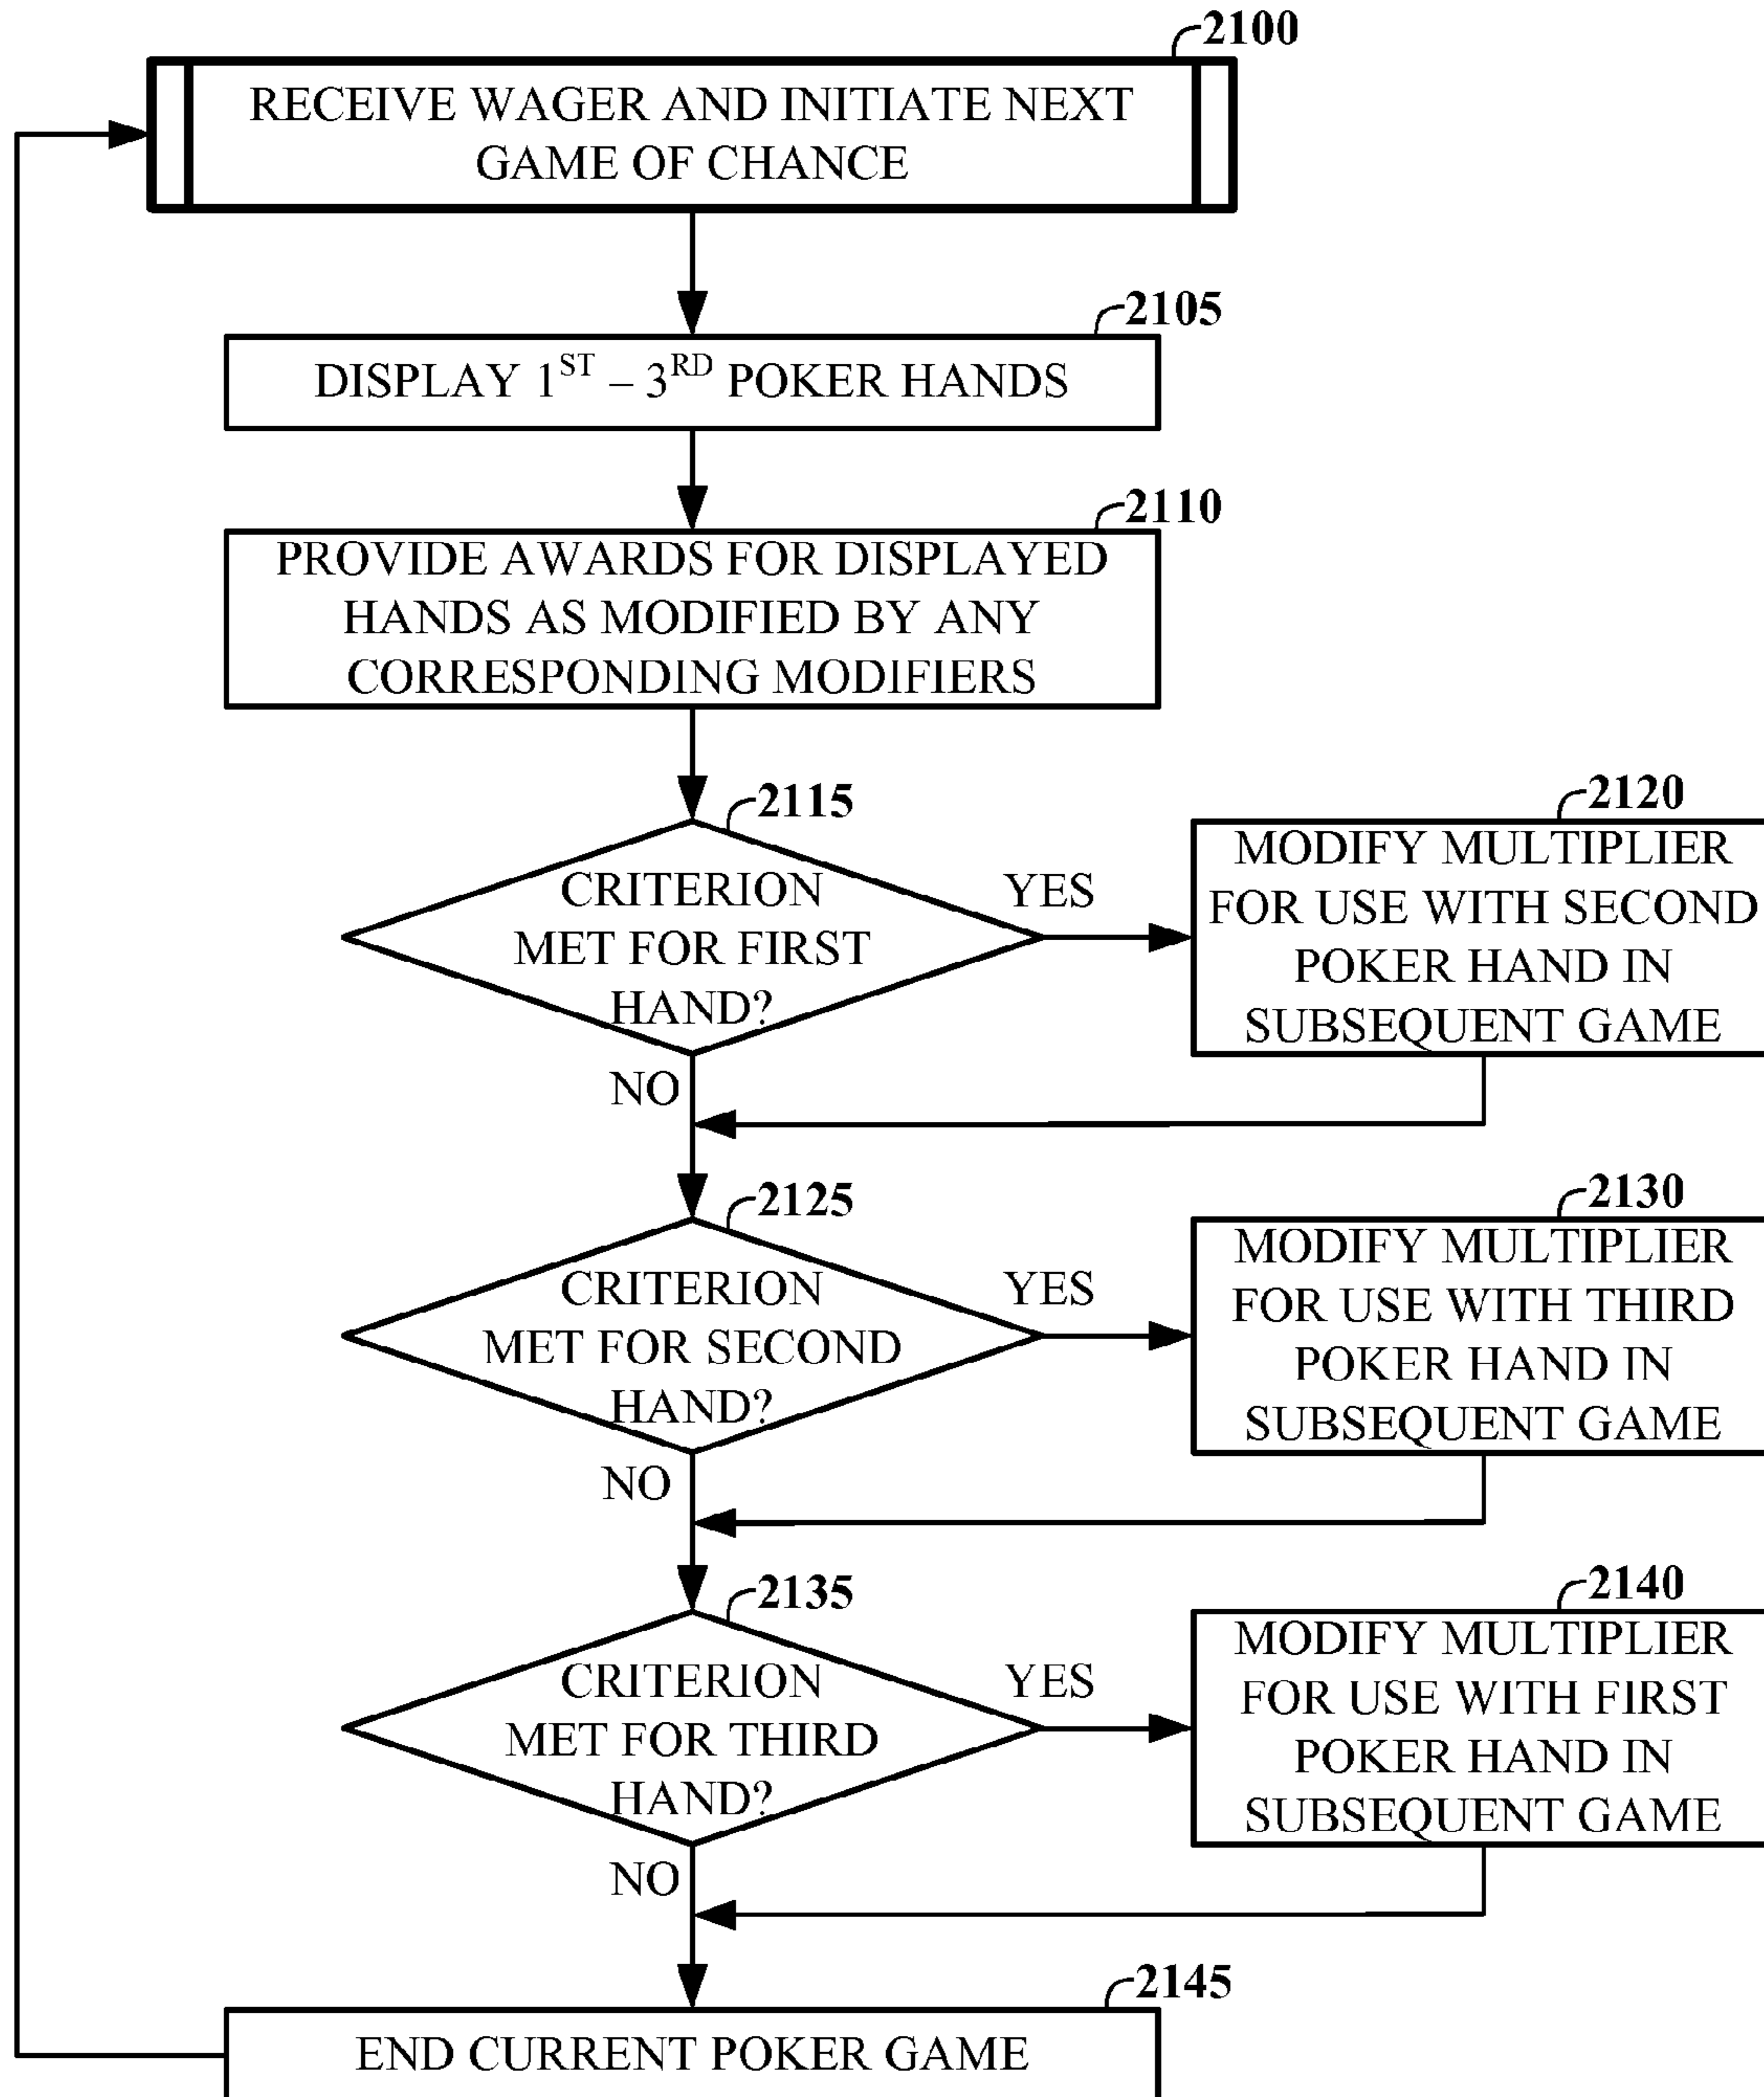 2100
RECEIVE WAGER AND INITIATE NEXT
GAME OF CHANCE
2105
DISPLAY 1ST – 3RD POKER HANDS
2110
PROVIDE AWARDS FOR DISPLAYED
HANDS AS MODIFIED BY ANY
CORRESPONDING MODIFIERS
2115
CRITERION
MET FOR FIRST
HAND?
YES
NO
2120
MODIFY MULTIPLIER
FOR USE WITH SECOND
POKER HAND IN
SUBSEQUENT GAME
2125
CRITERION
MET FOR SECOND
HAND?
YES
NO
2130
MODIFY MULTIPLIER
FOR USE WITH THIRD
POKER HAND IN
SUBSEQUENT GAME
2135
CRITERION
MET FOR THIRD
HAND?
YES
NO
2140
MODIFY MULTIPLIER
FOR USE WITH FIRST
POKER HAND IN
SUBSEQUENT GAME
2145
END CURRENT POKER GAME